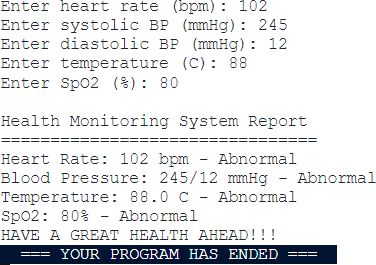 Enter heart rate (bpm): 102
Enter systolic BP (mmHg): 245
Enter diastolic BP (mmHg): 12
Enter temperature (C): 88
Enter SpO2 (%): 80

Health Monitoring System Report
================================
Heart Rate: 102 bpm - Abnormal
Blood Pressure: 245/12 mmHg - Abnormal
Temperature: 88.0 C - Abnormal
SpO2: 80% - Abnormal
HAVE A GREAT HEALTH AHEAD!!!
=== YOUR PROGRAM HAS ENDED ===